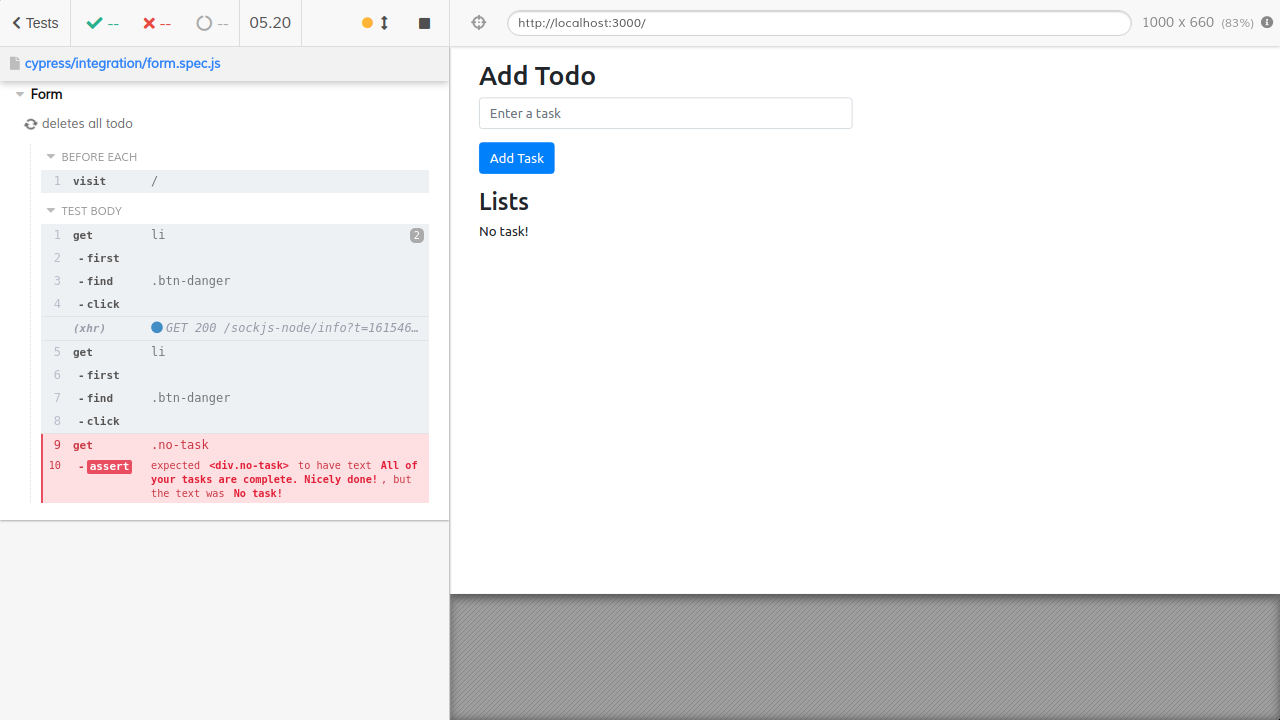 Tests -- -- -- 05.20
http://localhost:3000/ 1000 x 660 (83%)
cypress/integration/form.spec.js
Form
deletes all todo
BEFORE EACH
1 visit /
TEST BODY
1 get li 2
2 -first
3 -find .btn-danger
4 -click
(xhr) GET 200 /sockjs-node/info?t=161546…
5 get li
6 -first
7 -find .btn-danger
8 -click
9 get .no-task
10 -assert expected <div.no-task> to have text All of
your tasks are complete. Nicely done!, but
the text was No task!
Add Todo
Enter a task
Add Task
Lists
No task!